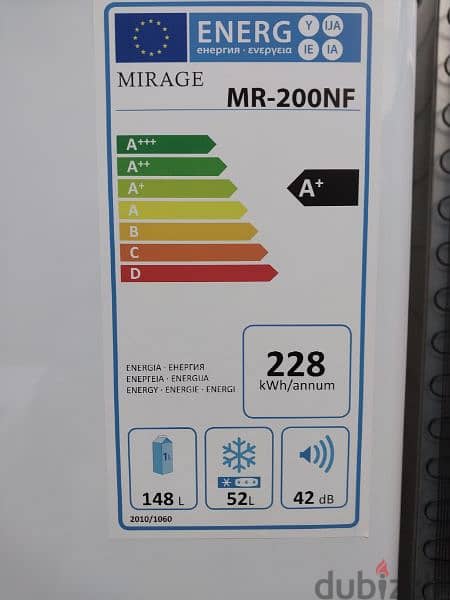 ENERG Y IJA
енергия · ενεργεια IE IA
MIRAGE
MR-200NF
A+++
A++
A+
A+
A
B
C
D
228
kWh/annum
ENERGIA · ЕНЕРГИЯ
ΕΝΕΡΓΕΙΑ · ENERGIJA
ENERGY · ENERGIE · ENERGI
1L
148 L
52L
42 dB
2010/1060
dubizzle